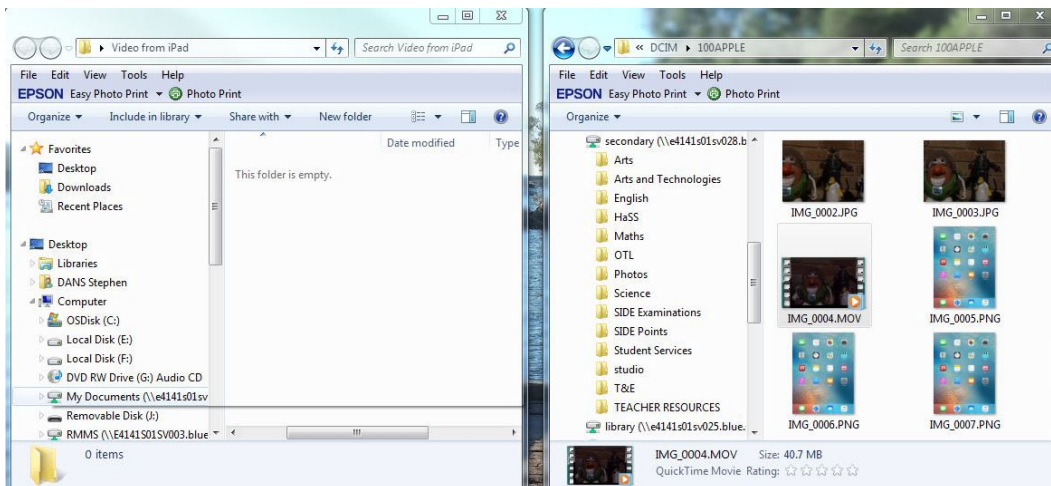 Video from iPad
Search Video from iPad
File Edit View Tools Help
EPSON Easy Photo Print Photo Print
Organize Include in library Share with New folder
Favorites
Desktop
Downloads
Recent Places
Desktop
Libraries
DANS Stephen
Computer
OSDisk (C:)
Local Disk (E:)
Local Disk (F:)
DVD RW Drive (G:) Audio CD
My Documents (\\e4141s01sv
Removable Disk (J:)
RMMS (\\E4141S01SV003.blue
Date modified Type
This folder is empty.
0 items
« DCIM 100APPLE
Search 100APPLE
File Edit View Tools Help
EPSON Easy Photo Print Photo Print
Organize
secondary (\\e4141s01sv028.b
Arts
Arts and Technologies
English
HaSS
Maths
OTL
Photos
Science
SIDE Examinations
SIDE Points
Student Services
studio
T&E
TEACHER RESOURCES
library (\\e4141s01sv025.blue.
IMG_0002.JPG IMG_0003.JPG
IMG_0004.MOV IMG_0005.PNG
IMG_0006.PNG IMG_0007.PNG
IMG_0004.MOV Size: 40.7 MB
QuickTime Movie Rating: